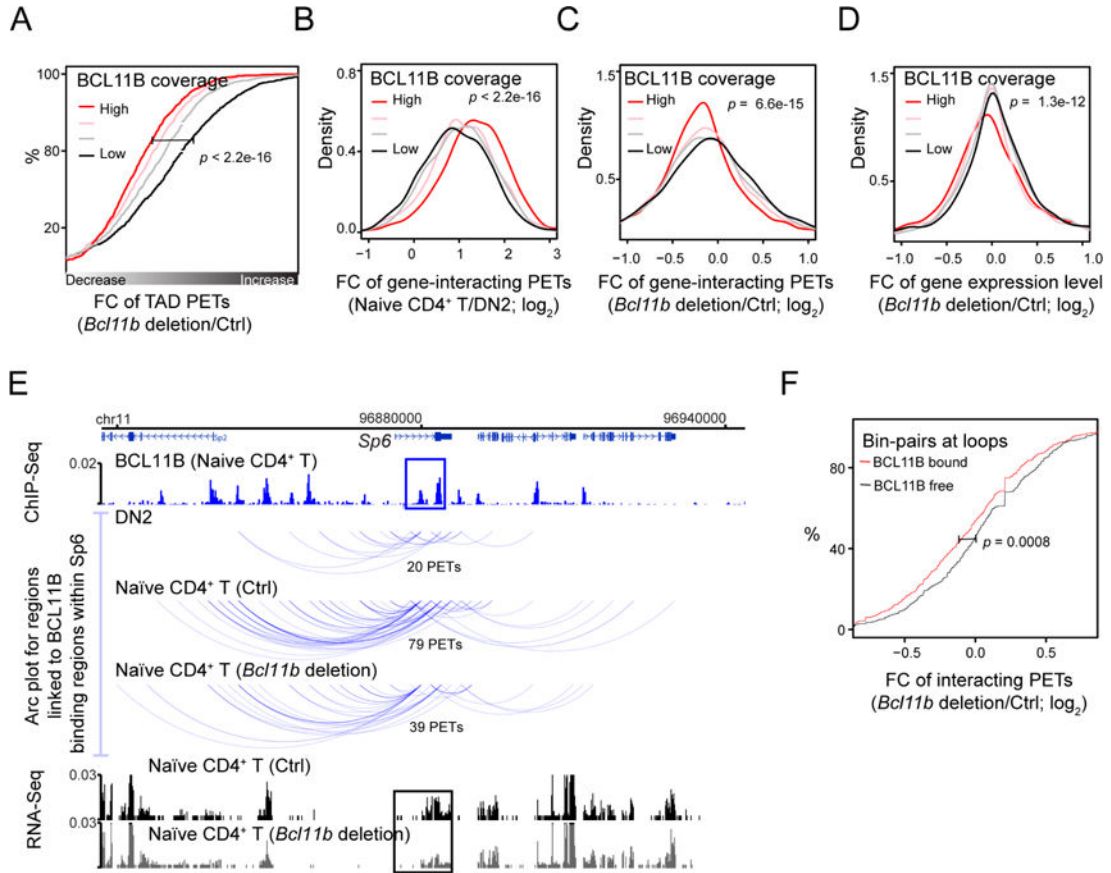 A
BCL11B coverage
High
Low
p < 2.2e-16
100
80
20
%
Decrease
Increase
FC of TAD PETs
(Bcl11b deletion/Ctrl)
B
BCL11B coverage
p < 2.2e-16
High
Low
0.8
0.4
0.0
Density
−1 0 1 2 3
FC of gene-interacting PETs
(Naive CD4⁺ T/DN2; log₂)
C
BCL11B coverage
p = 6.6e-15
High
Low
1.5
1.0
0.5
Density
−1.0 −0.5 0.0 0.5 1.0
FC of gene-interacting PETs
(Bcl11b deletion/Ctrl; log₂)
D
BCL11B coverage
p = 1.3e-12
High
Low
1.5
0.5
Density
−1.0 −0.5 0.0 0.5 1.0
FC of gene expression level
(Bcl11b deletion/Ctrl; log₂)
E
chr11 96880000 96940000
Sp2
Sp6
ChIP-Seq
0.02
BCL11B (Naive CD4⁺ T)
0
Arc plot for regions
linked to BCL11B
binding regions within Sp6
DN2
20 PETs
Naïve CD4⁺ T (Ctrl)
79 PETs
Naïve CD4⁺ T (Bcl11b deletion)
39 PETs
RNA-Seq
Naïve CD4⁺ T (Ctrl)
0.03
0.03
Naïve CD4⁺ T (Bcl11b deletion)
0
F
Bin-pairs at loops
BCL11B bound
BCL11B free
p = 0.0008
80
40
0
%
−0.5 0.0 0.5
FC of interacting PETs
(Bcl11b deletion/Ctrl; log₂)